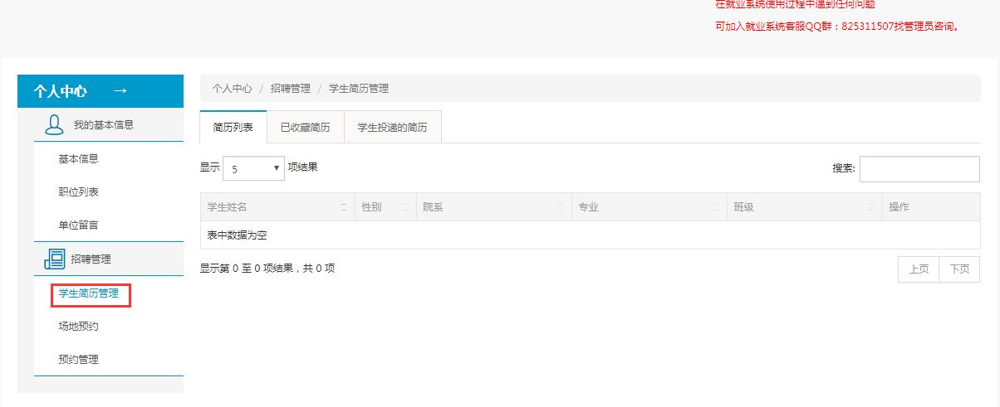 在就业系统使用过程中遇到任何问题
可加入就业系统客服QQ群：825311507找管理员咨询。
个人中心 →
我的基本信息
基本信息
职位列表
单位留言
招聘管理
学生简历管理
场地预约
预约管理
个人中心 / 招聘管理 / 学生简历管理
简历列表 已收藏简历 学生投递的简历
显示 5 项结果 搜索:
学生姓名 性别 院系 专业 班级 操作
表中数据为空
显示第 0 至 0 项结果，共 0 项 上页 下页